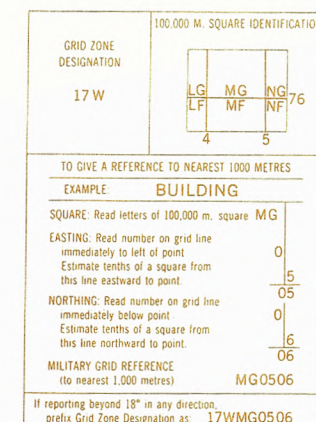 100,000 M. SQUARE IDENTIFICATIO
GRID ZONE
DESIGNATION
17 W
LG MG NG
LF MF NF
76
4 5
TO GIVE A REFERENCE TO NEAREST 1000 METRES
EXAMPLE: BUILDING
SQUARE: Read letters of 100,000 m. square MG
EASTING: Read number on grid line
immediately to left of point 0
Estimate tenths of a square from
this line eastward to point 5
05
NORTHING: Read number on grid line
immediately below point 0
Estimate tenths of a square from
this line northward to point. 6
06
MILITARY GRID REFERENCE
(to nearest 1,000 metres) MG0506
If reporting beyond 18° in any direction,
prefix Grid Zone Designation as: 17WMG0506